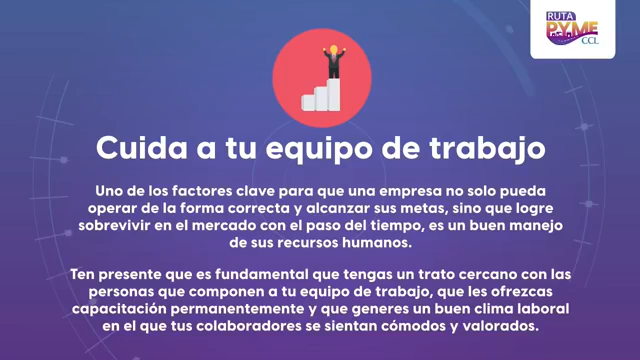 RUTA
PYME
CCL
Cuida a tu equipo de trabajo
Uno de los factores clave para que una empresa no solo pueda
operar de la forma correcta y alcanzar sus metas, sino que logre
sobrevivir en el mercado con el paso del tiempo, es un buen manejo
de sus recursos humanos.
Ten presente que es fundamental que tengas un trato cercano con las
personas que componen a tu equipo de trabajo, que les ofrezcas
capacitación permanentemente y que generes un buen clima laboral
en el que tus colaboradores se sientan cómodos y valorados.